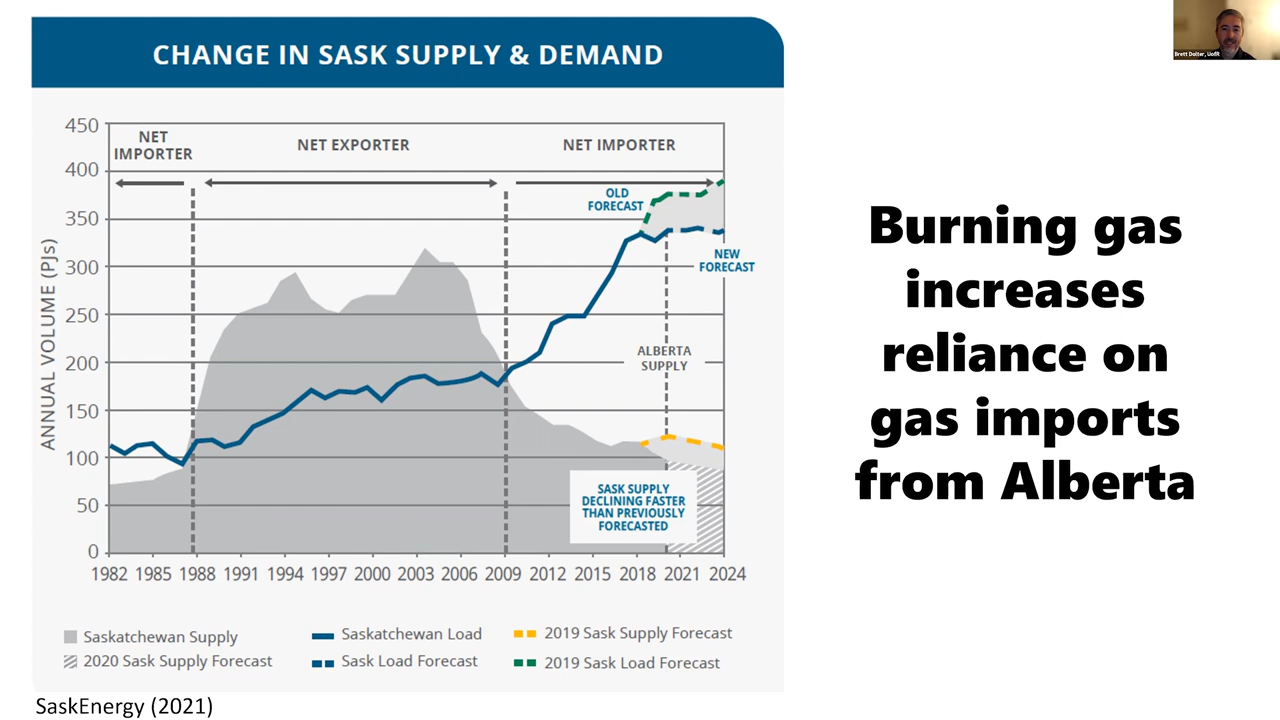 CHANGE IN SASK SUPPLY & DEMAND
Brett Dolter, UofR
450
400
350
300
250
200
150
100
50
0
ANNUAL VOLUME (PJs)
NET
IMPORTER
NET EXPORTER
NET IMPORTER
OLD
FORECAST
NEW
FORECAST
ALBERTA
SUPPLY
SASK SUPPLY
DECLINING FASTER
THAN PREVIOUSLY
FORECASTED
1982 1985 1988 1991 1994 1997 2000 2003 2006 2009 2012 2015 2018 2021 2024
Saskatchewan Supply
Saskatchewan Load
2019 Sask Supply Forecast
2020 Sask Supply Forecast
Sask Load Forecast
2019 Sask Load Forecast
SaskEnergy (2021)
Burning gas
increases
reliance on
gas imports
from Alberta